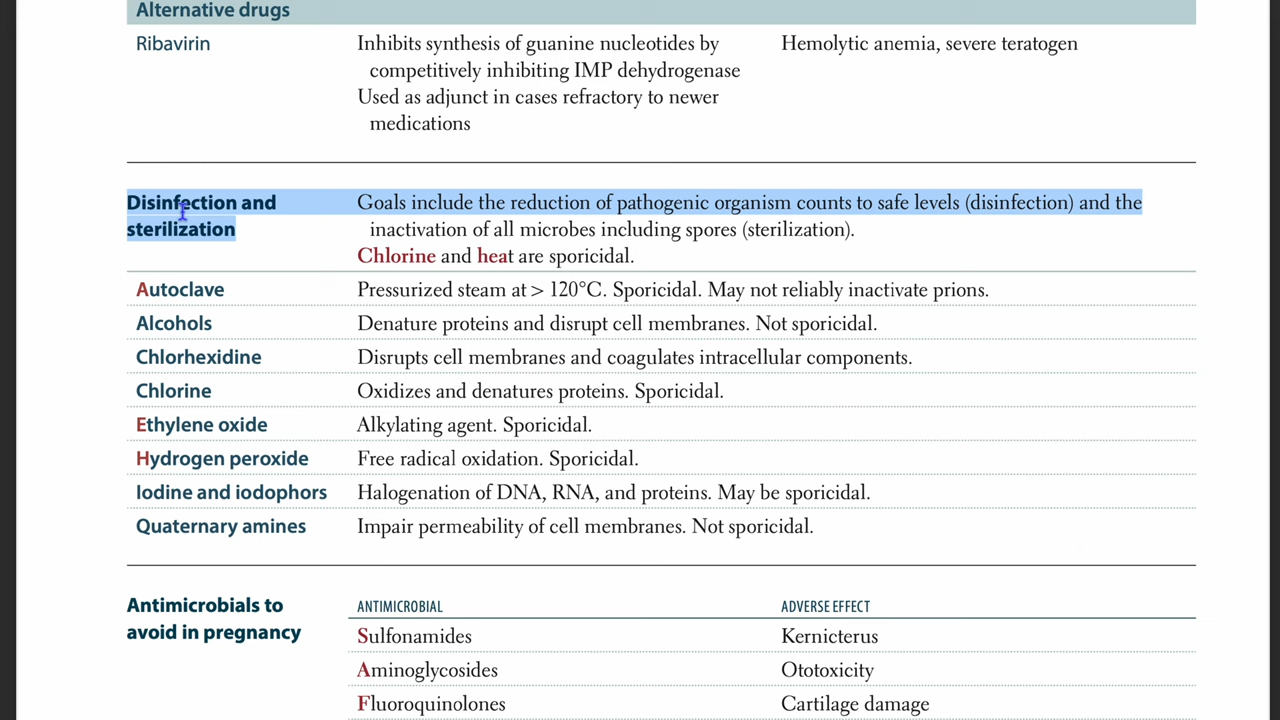 Alternative drugs
Ribavirin Inhibits synthesis of guanine nucleotides by Hemolytic anemia, severe teratogen
competitively inhibiting IMP dehydrogenase
Used as adjunct in cases refractory to newer
medications
Disinfection and Goals include the reduction of pathogenic organism counts to safe levels (disinfection) and the
sterilization inactivation of all microbes including spores (sterilization).
Chlorine and heat are sporicidal.
Autoclave Pressurized steam at > 120°C. Sporicidal. May not reliably inactivate prions.
Alcohols Denature proteins and disrupt cell membranes. Not sporicidal.
Chlorhexidine Disrupts cell membranes and coagulates intracellular components.
Chlorine Oxidizes and denatures proteins. Sporicidal.
Ethylene oxide Alkylating agent. Sporicidal.
Hydrogen peroxide Free radical oxidation. Sporicidal.
Iodine and iodophors Halogenation of DNA, RNA, and proteins. May be sporicidal.
Quaternary amines Impair permeability of cell membranes. Not sporicidal.
Antimicrobials to ANTIMICROBIAL ADVERSE EFFECT
avoid in pregnancy Sulfonamides Kernicterus
Aminoglycosides Ototoxicity
Fluoroquinolones Cartilage damage